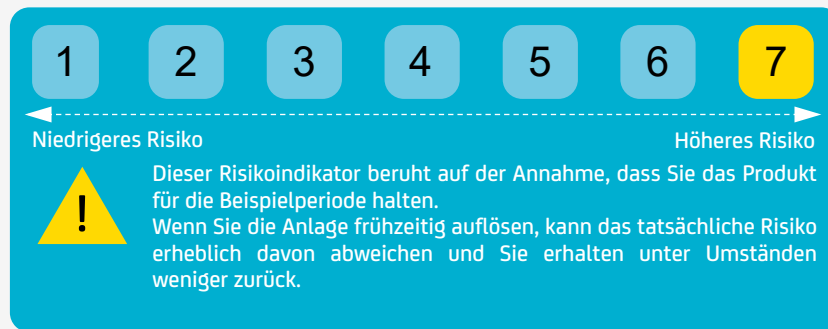 1 2 3 4 5 6 7
Niedrigeres Risiko Höheres Risiko
!
Dieser Risikoindikator beruht auf der Annahme, dass Sie das Produkt
für die Beispielperiode halten.
Wenn Sie die Anlage frühzeitig auflösen, kann das tatsächliche Risiko
erheblich davon abweichen und Sie erhalten unter Umständen
weniger zurück.